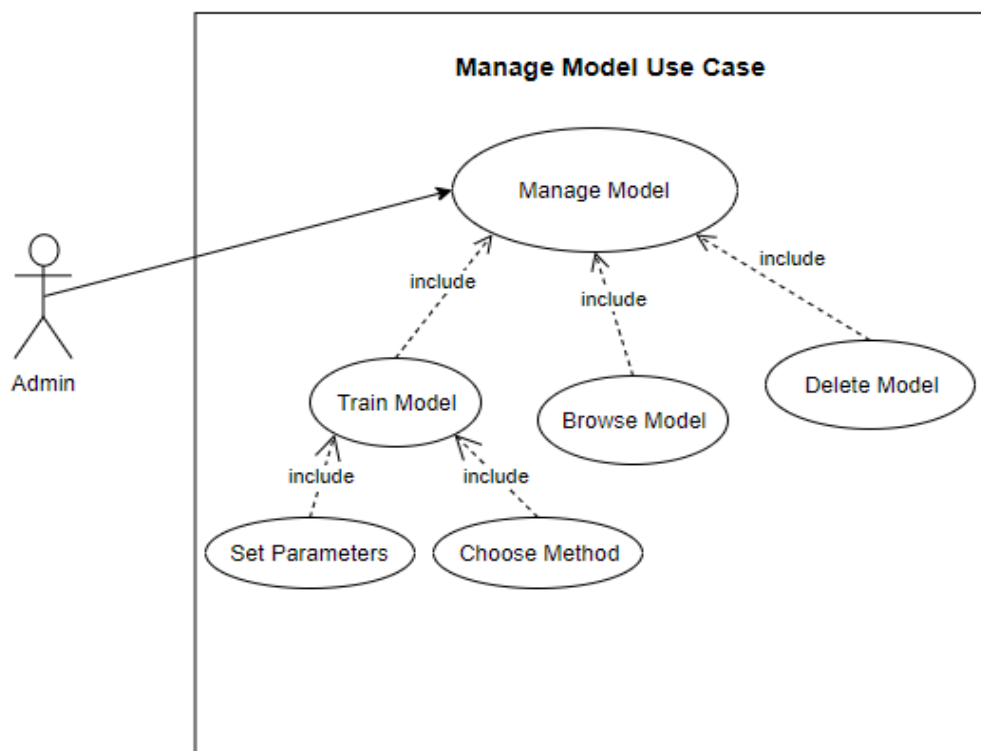 Manage Model Use Case
Manage Model
include
include
include
Admin
Train Model
Browse Model
Delete Model
include
include
Set Parameters
Choose Method